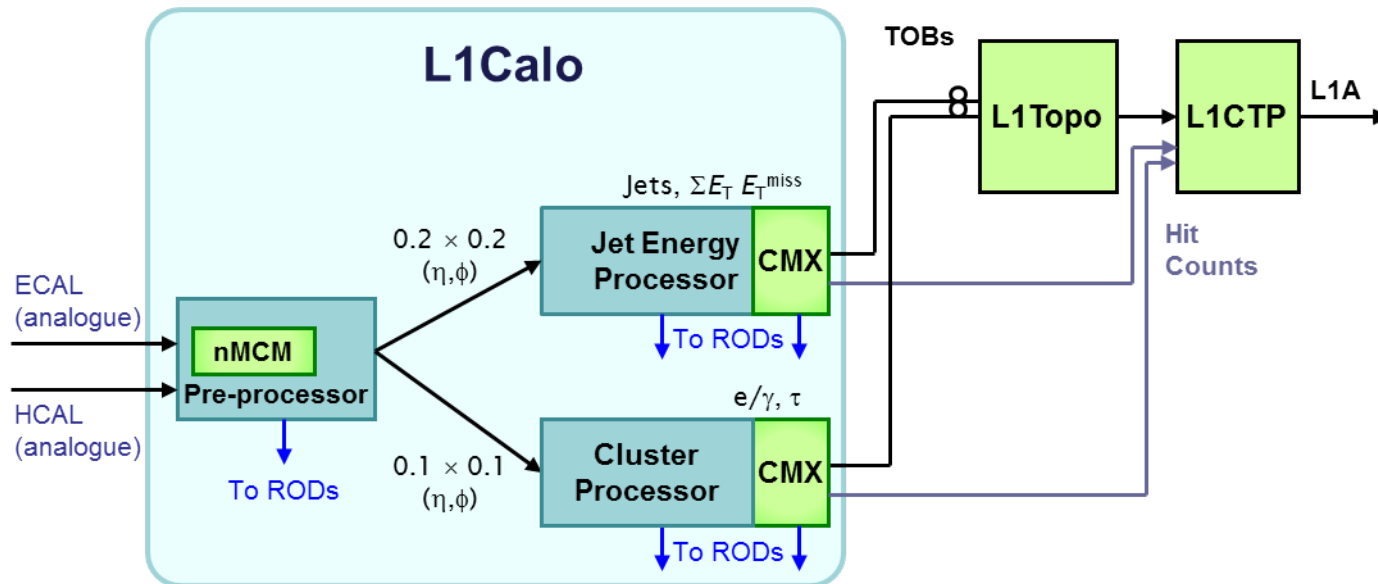 L1Calo
TOBs
L1Topo
L1CTP
L1A
Jets, ΣE_T E_T^miss
Jet Energy
Processor
CMX
Hit
Counts
0.2 × 0.2
(η,ϕ)
ECAL
(analogue)
nMCM
Pre-processor
To RODs
HCAL
(analogue)
To RODs
e/γ, τ
0.1 × 0.1
(η,ϕ)
Cluster
Processor
CMX
To RODs